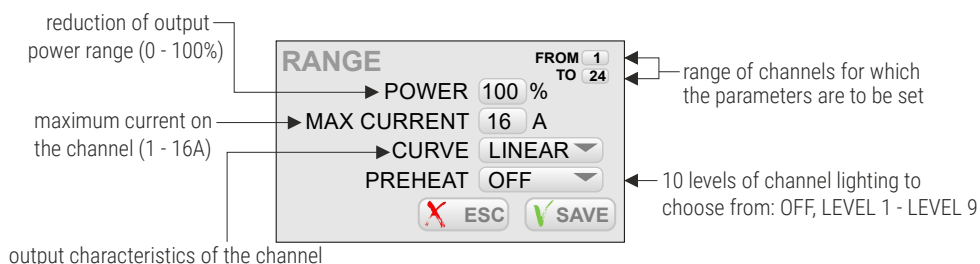 reduction of output
power range (0 - 100%)
maximum current on
the channel (1 - 16A)
output characteristics of the channel
RANGE
FROM 1
TO 24
POWER 100 %
MAX CURRENT 16 A
CURVE LINEAR
PREHEAT OFF
ESC SAVE
range of channels for which
the parameters are to be set
10 levels of channel lighting to
choose from: OFF, LEVEL 1 - LEVEL 9